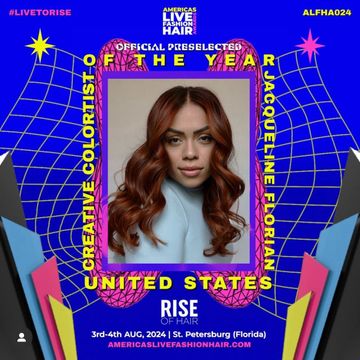 #LIVETORISE
AMERICAS
LIVE
FASHION
HAIR
ALFHA024
OFFICIAL PRESELECTED
OF THE YEAR
CREATIVE COLORTIST
JACQUELINE FLORIAN
UNITED STATES
RISE
OF HAIR
3rd-4th AUG, 2024 | St. Petersburg (Florida)
AMERICASLIVEFASHIONHAIR.COM